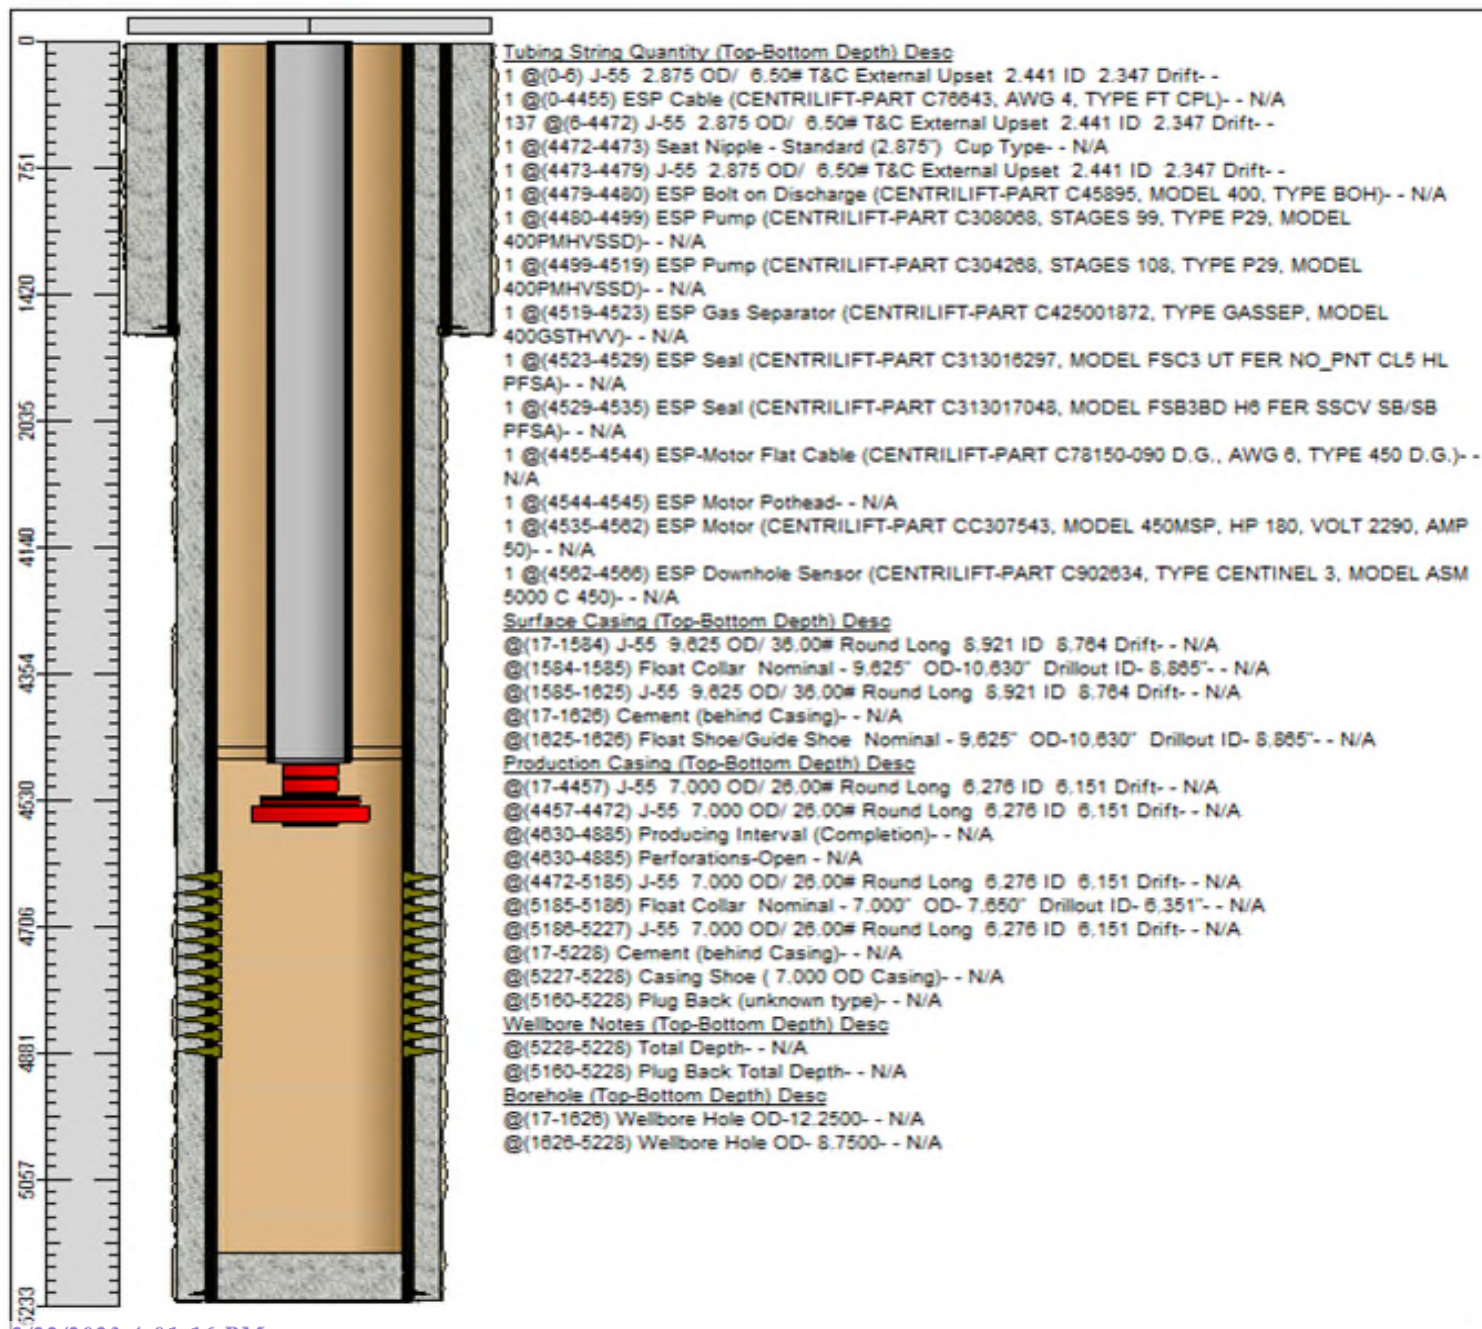 0
751
1420
2035
4140
4354
4530
4706
4881
5057
5233
Tubing String Quantity (Top-Bottom Depth) Desc
1 @(0-6) J-55 2.875 OD/ 6.50# T&C External Upset 2.441 ID 2.347 Drift- -
1 @(0-4455) ESP Cable (CENTRILIFT-PART C76643, AWG 4, TYPE FT CPL)- - N/A
137 @(6-4472) J-55 2.875 OD/ 6.50# T&C External Upset 2.441 ID 2.347 Drift- -
1 @(4472-4473) Seat Nipple - Standard (2.875") Cup Type- - N/A
1 @(4473-4479) J-55 2.875 OD/ 6.50# T&C External Upset 2.441 ID 2.347 Drift- -
1 @(4479-4480) ESP Bolt on Discharge (CENTRILIFT-PART C45895, MODEL 400, TYPE BOH)- - N/A
1 @(4480-4499) ESP Pump (CENTRILIFT-PART C308068, STAGES 99, TYPE P29, MODEL
400PMHVSSD)- - N/A
1 @(4499-4519) ESP Pump (CENTRILIFT-PART C304268, STAGES 108, TYPE P29, MODEL
400PMHVSSD)- - N/A
1 @(4519-4523) ESP Gas Separator (CENTRILIFT-PART C425001872, TYPE GASSEP, MODEL
400GSTHVV)- - N/A
1 @(4523-4529) ESP Seal (CENTRILIFT-PART C313016297, MODEL FSC3 UT FER NO_PNT CL5 HL
PFSA)- - N/A
1 @(4529-4535) ESP Seal (CENTRILIFT-PART C313017048, MODEL FSB3BD H6 FER SSCV SB/SB
PFSA)- - N/A
1 @(4455-4544) ESP-Motor Flat Cable (CENTRILIFT-PART C78150-090 D.G., AWG 6, TYPE 450 D.G.)- -
N/A
1 @(4544-4545) ESP Motor Pothead- - N/A
1 @(4535-4562) ESP Motor (CENTRILIFT-PART CC307543, MODEL 450MSP, HP 180, VOLT 2290, AMP
50)- - N/A
1 @(4562-4566) ESP Downhole Sensor (CENTRILIFT-PART C902634, TYPE CENTINEL 3, MODEL ASM
5000 C 450)- - N/A
Surface Casing (Top-Bottom Depth) Desc
@(17-1584) J-55 9.625 OD/ 36.00# Round Long 8.921 ID 8.764 Drift- - N/A
@(1584-1585) Float Collar Nominal - 9.625" OD-10.630" Drillout ID- 8.865"- - N/A
@(1585-1625) J-55 9.625 OD/ 36.00# Round Long 8.921 ID 8.764 Drift- - N/A
@(17-1626) Cement (behind Casing)- - N/A
@(1625-1626) Float Shoe/Guide Shoe Nominal - 9.625" OD-10.630" Drillout ID- 8.865"- - N/A
Production Casing (Top-Bottom Depth) Desc
@(17-4457) J-55 7.000 OD/ 26.00# Round Long 6.276 ID 6.151 Drift- - N/A
@(4457-4472) J-55 7.000 OD/ 26.00# Round Long 6.276 ID 6.151 Drift- - N/A
@(4630-4885) Producing Interval (Completion)- - N/A
@(4630-4885) Perforations-Open - N/A
@(4472-5185) J-55 7.000 OD/ 26.00# Round Long 6.276 ID 6.151 Drift- - N/A
@(5185-5186) Float Collar Nominal - 7.000" OD- 7.650" Drillout ID- 6.351"- - N/A
@(5186-5227) J-55 7.000 OD/ 26.00# Round Long 6.276 ID 6.151 Drift- - N/A
@(17-5228) Cement (behind Casing)- - N/A
@(5227-5228) Casing Shoe ( 7.000 OD Casing)- - N/A
@(5160-5228) Plug Back (unknown type)- - N/A
Wellbore Notes (Top-Bottom Depth) Desc
@(5228-5228) Total Depth- - N/A
@(5160-5228) Plug Back Total Depth- - N/A
Borehole (Top-Bottom Depth) Desc
@(17-1626) Wellbore Hole OD-12.2500- - N/A
@(1626-5228) Wellbore Hole OD- 8.7500- - N/A